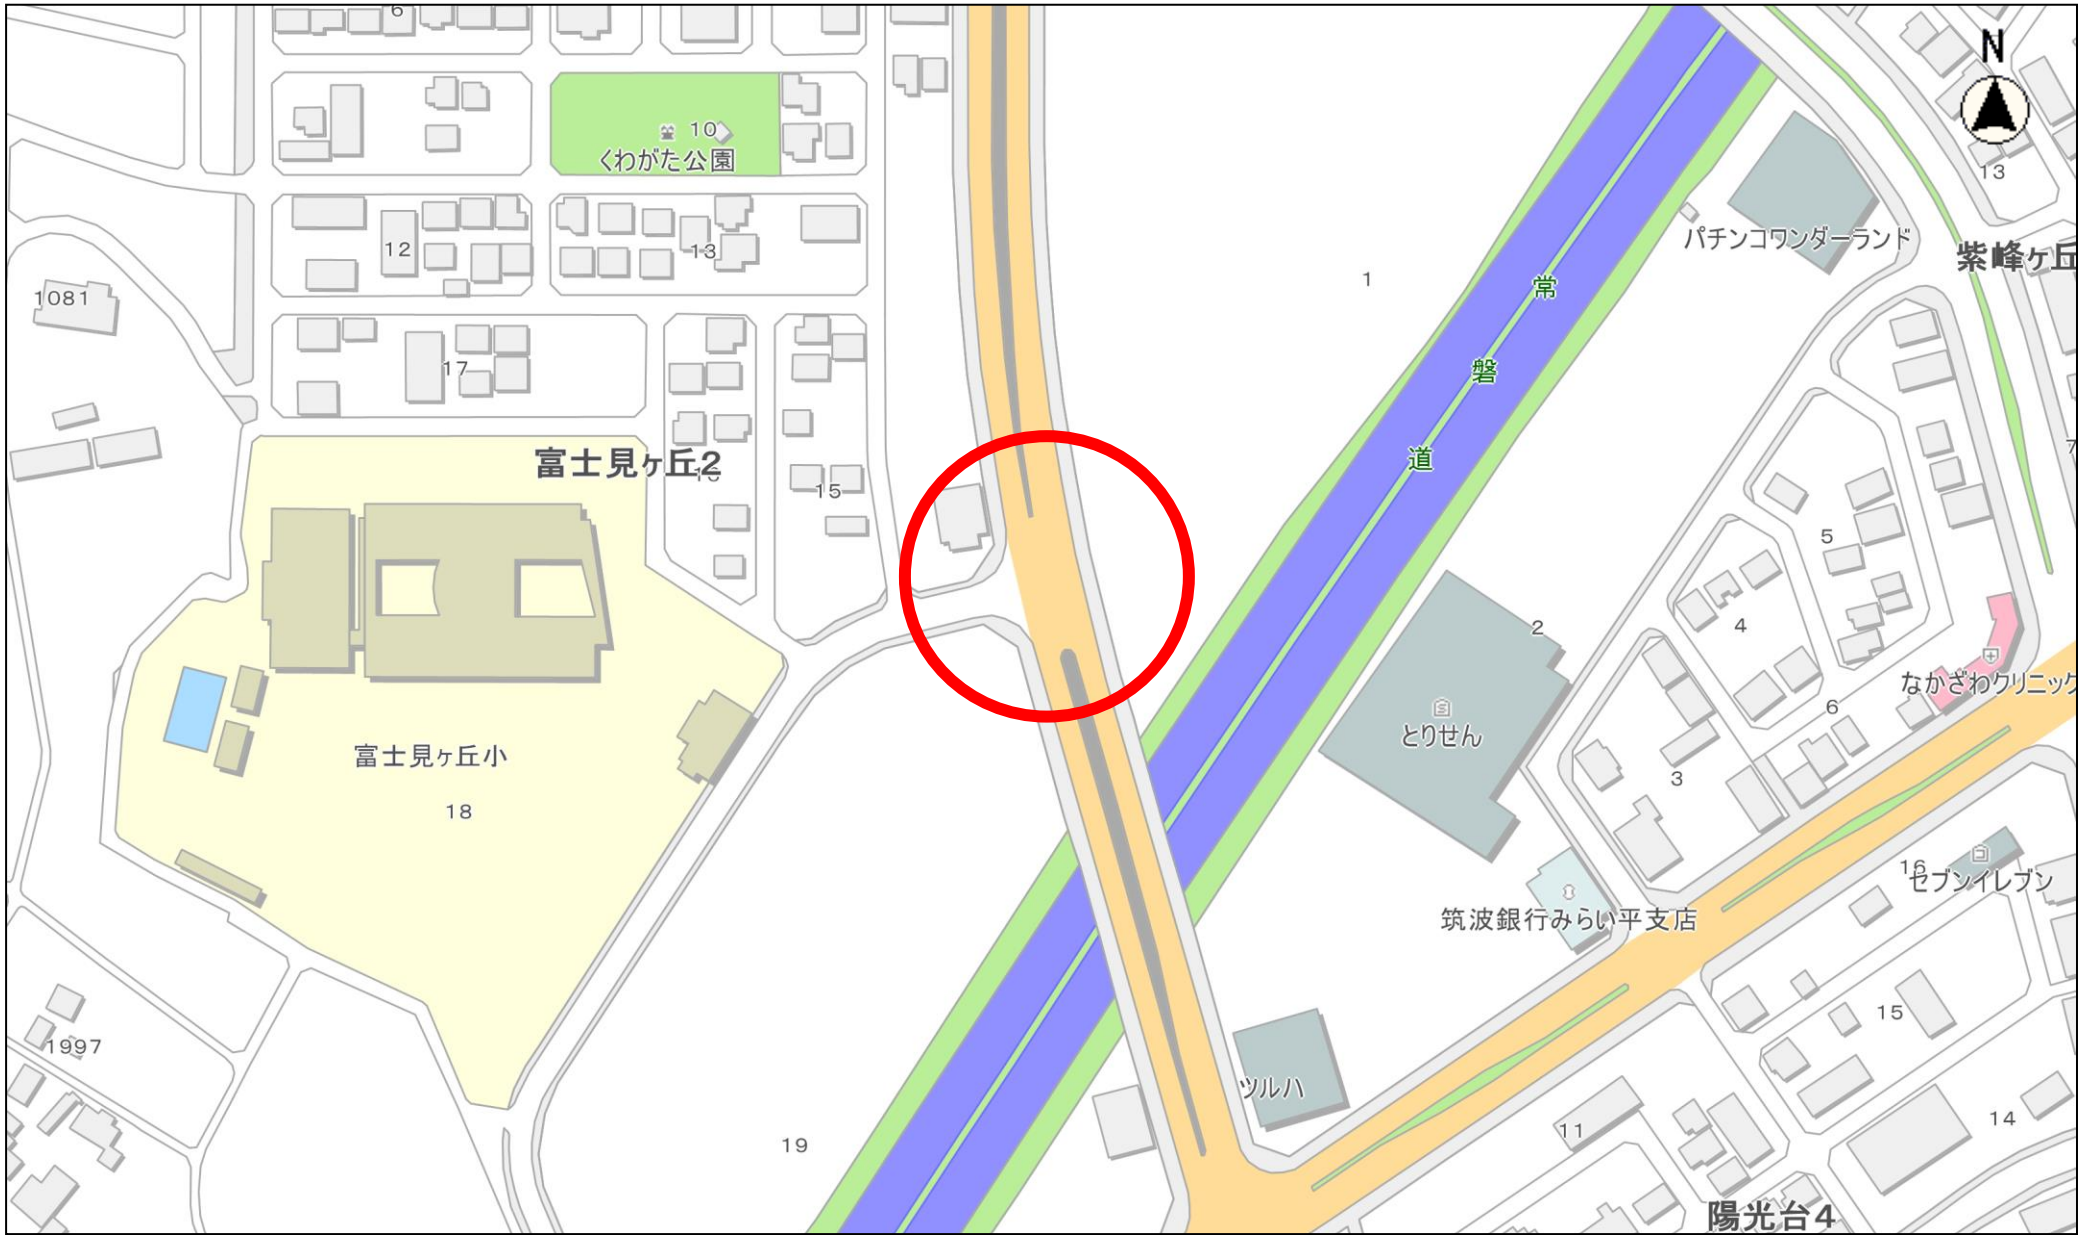 6
N
10
くわがた公園
13
12
13
パチンコワンダーランド
紫峰ヶ丘
常
1
1081
磐
17
道
富士見ヶ丘2
15
5
4
2
なかざわクリニック
6
とりせん
富士見ヶ丘小
3
18
16
セブンイレブン
筑波銀行みらい平支店
15
1997
ツルハ
14
11
19
陽光台4